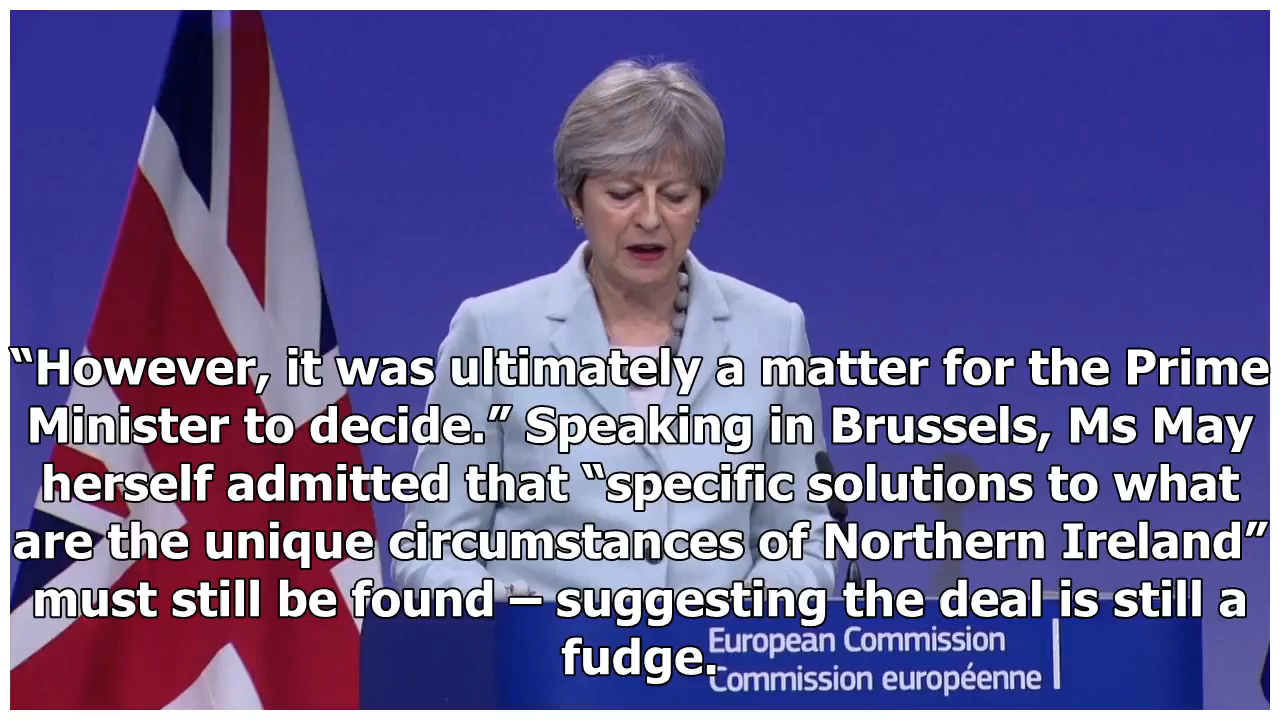 “However, it was ultimately a matter for the Prime
Minister to decide.” Speaking in Brussels, Ms May
herself admitted that “specific solutions to what
are the unique circumstances of Northern Ireland”
must still be found – suggesting the deal is still a
fudge.
European Commission
Commission européenne